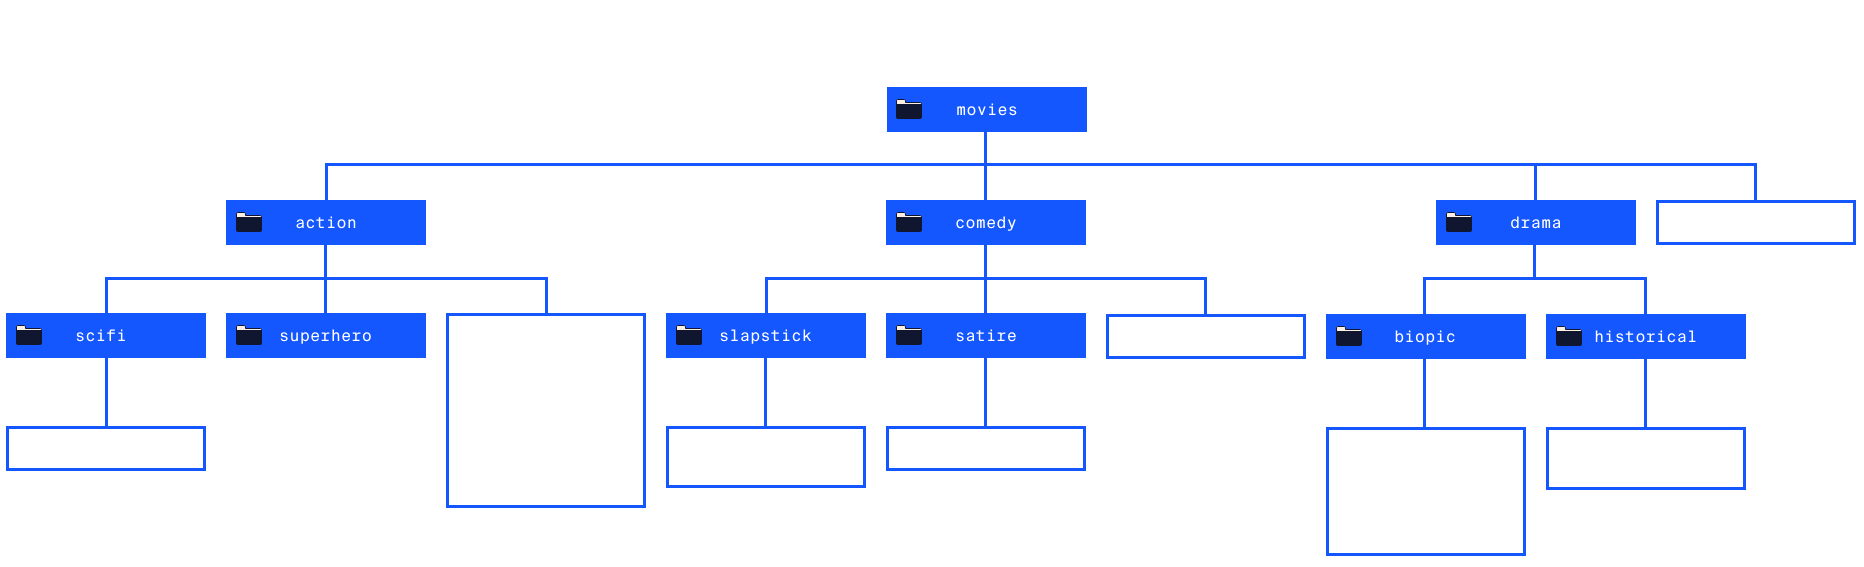 movies
action
comedy
drama
scifi
superhero
slapstick
satire
biopic
historical